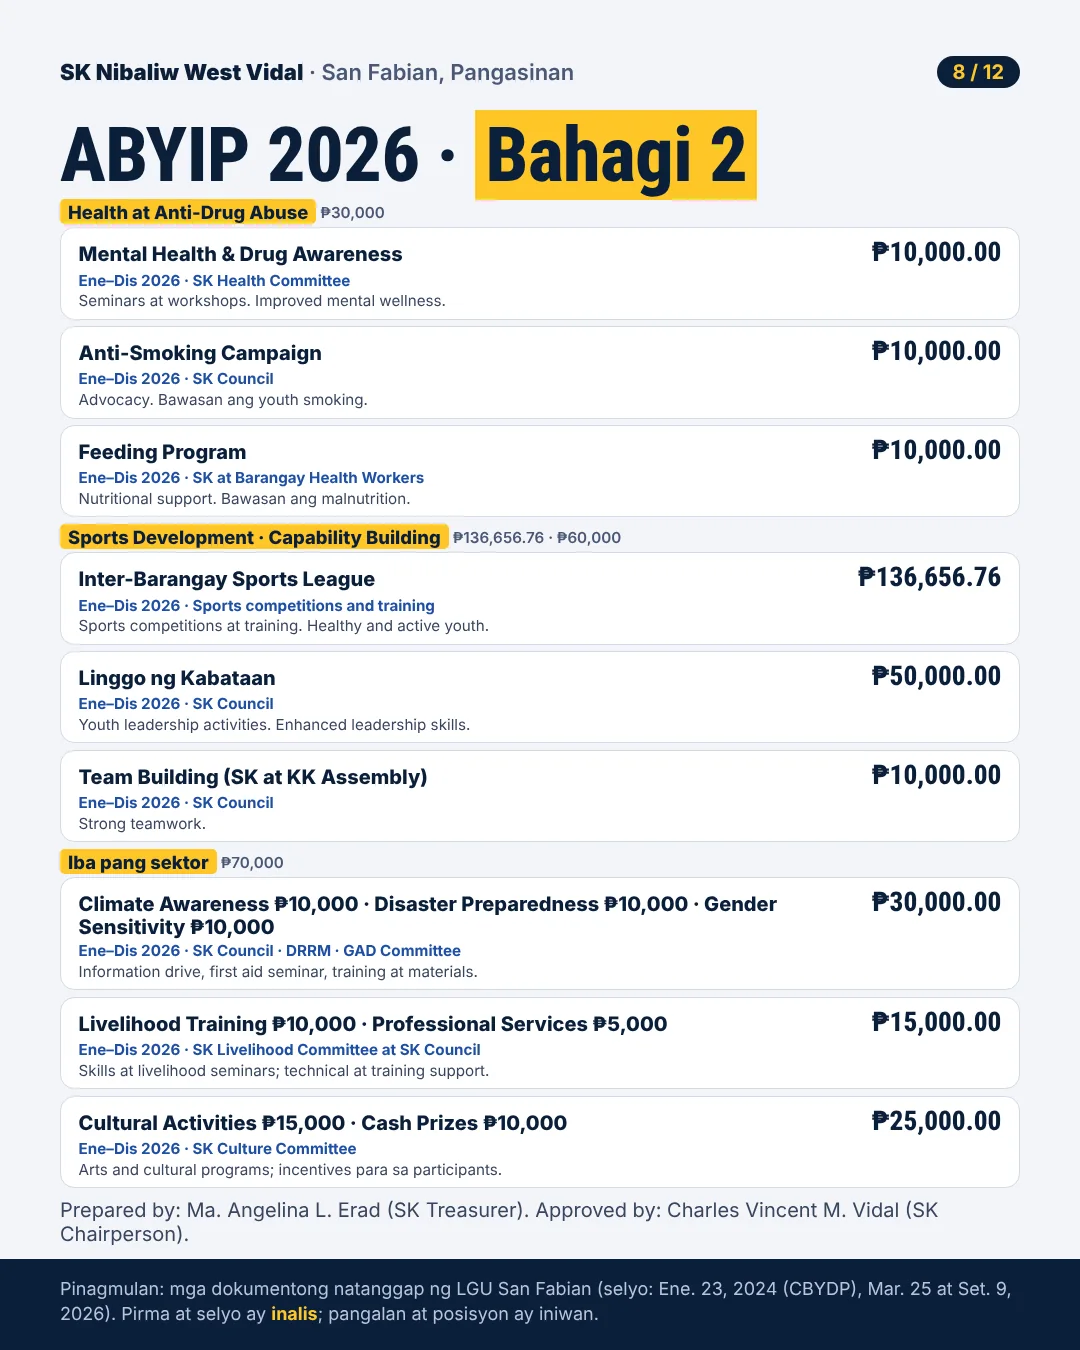 SK Nibaliw West Vidal · San Fabian, Pangasinan
8 / 12
ABYIP 2026 · Bahagi 2
Health at Anti-Drug Abuse ₱30,000
Mental Health & Drug Awareness ₱10,000.00
Ene–Dis 2026 · SK Health Committee
Seminars at workshops. Improved mental wellness.
Anti-Smoking Campaign ₱10,000.00
Ene–Dis 2026 · SK Council
Advocacy. Bawasan ang youth smoking.
Feeding Program ₱10,000.00
Ene–Dis 2026 · SK at Barangay Health Workers
Nutritional support. Bawasan ang malnutrition.
Sports Development · Capability Building ₱136,656.76 · ₱60,000
Inter-Barangay Sports League ₱136,656.76
Ene–Dis 2026 · Sports competitions and training
Sports competitions at training. Healthy and active youth.
Linggo ng Kabataan ₱50,000.00
Ene–Dis 2026 · SK Council
Youth leadership activities. Enhanced leadership skills.
Team Building (SK at KK Assembly) ₱10,000.00
Ene–Dis 2026 · SK Council
Strong teamwork.
Iba pang sektor ₱70,000
Climate Awareness ₱10,000 · Disaster Preparedness ₱10,000 · Gender ₱30,000.00
Sensitivity ₱10,000
Ene–Dis 2026 · SK Council · DRRM · GAD Committee
Information drive, first aid seminar, training at materials.
Livelihood Training ₱10,000 · Professional Services ₱5,000 ₱15,000.00
Ene–Dis 2026 · SK Livelihood Committee at SK Council
Skills at livelihood seminars; technical at training support.
Cultural Activities ₱15,000 · Cash Prizes ₱10,000 ₱25,000.00
Ene–Dis 2026 · SK Culture Committee
Arts and cultural programs; incentives para sa participants.
Prepared by: Ma. Angelina L. Erad (SK Treasurer). Approved by: Charles Vincent M. Vidal (SK
Chairperson).
Pinagmulan: mga dokumentong natanggap ng LGU San Fabian (selyo: Ene. 23, 2024 (CBYDP), Mar. 25 at Set. 9,
2026). Pirma at selyo ay inalis; pangalan at posisyon ay iniwan.